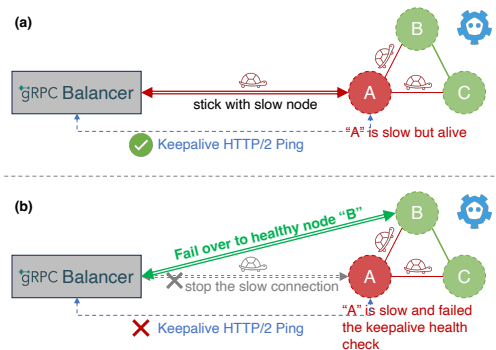 (a)
B
gRPC Balancer
stick with slow node
A
C
Keepalive HTTP/2 Ping
"A" is slow but alive
(b)
B
Fail over to healthy node "B"
gRPC Balancer
stop the slow connection
A
C
Keepalive HTTP/2 Ping
"A" is slow and failed
the keepalive health
check